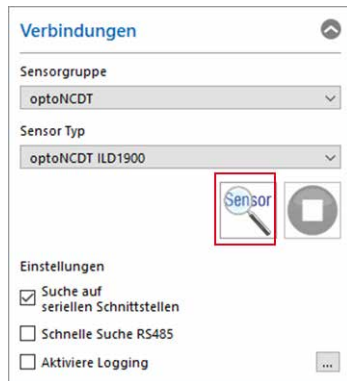 Verbindungen
Sensorgruppe
optoNCDT
Sensor Typ
optoNCDT ILD1900
Sensor
Einstellungen
Suche auf
seriellen Schnittstellen
Schnelle Suche RS485
Aktiviere Logging
...